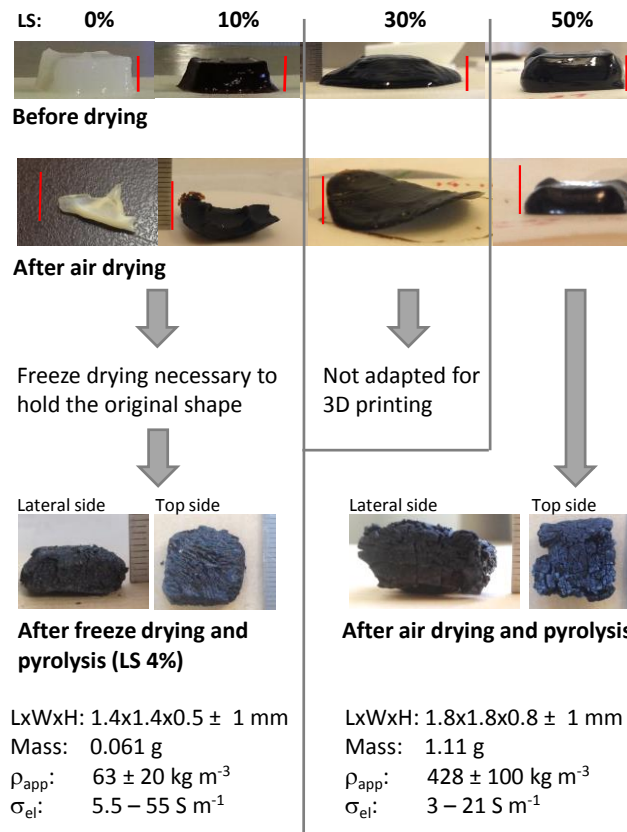 LS: 0% 10% 30% 50%
Before drying
After air drying
Freeze drying necessary to
hold the original shape
Not adapted for
3D printing
Lateral side Top side
Lateral side Top side
After freeze drying and
pyrolysis (LS 4%)
After air drying and pyrolysis
LxWxH: 1.4x1.4x0.5 ± 1 mm
Mass: 0.061 g
ρapp: 63 ± 20 kg m⁻³
σel: 5.5 – 55 S m⁻¹
LxWxH: 1.8x1.8x0.8 ± 1 mm
Mass: 1.11 g
ρapp: 428 ± 100 kg m⁻³
σel: 3 – 21 S m⁻¹